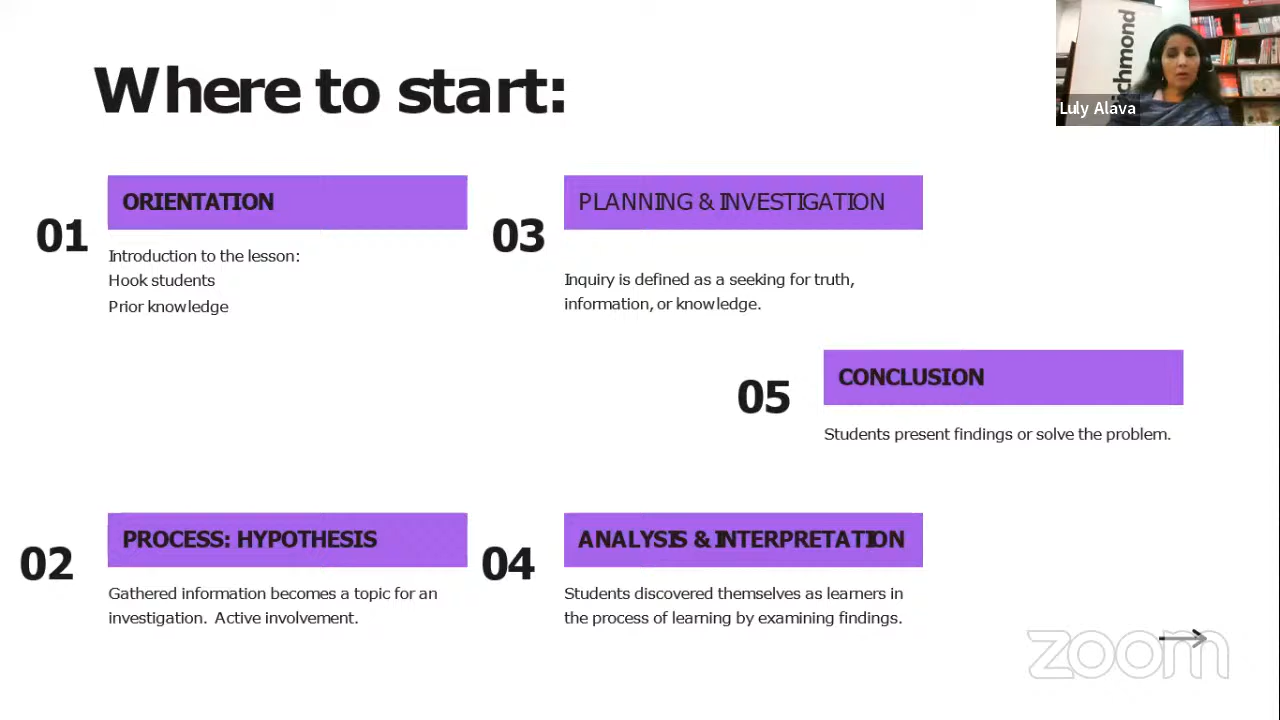 Where to start:
ichmond
Luly Alava
01
ORIENTATION
Introduction to the lesson:
Hook students
Prior knowledge
02
PROCESS: HYPOTHESIS
Gathered information becomes a topic for an
investigation. Active involvement.
03
PLANNING & INVESTIGATION
Inquiry is defined as a seeking for truth,
information, or knowledge.
04
ANALYSIS & INTERPRETATION
Students discovered themselves as learners in
the process of learning by examining findings.
05
CONCLUSION
Students present findings or solve the problem.
zoom